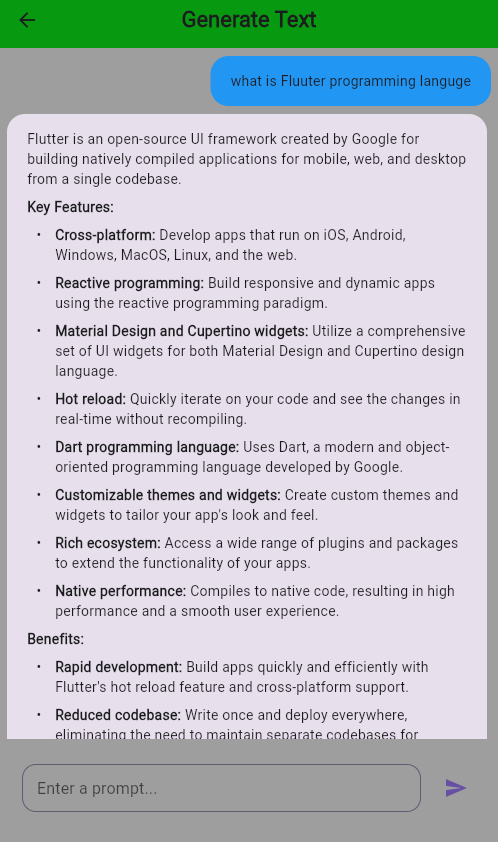 Generate Text
what is Fluuter programming languge
Flutter is an open-source UI framework created by Google for
building natively compiled applications for mobile, web, and desktop
from a single codebase.
Key Features:
• Cross-platform: Develop apps that run on iOS, Android,
Windows, MacOS, Linux, and the web.
• Reactive programming: Build responsive and dynamic apps
using the reactive programming paradigm.
• Material Design and Cupertino widgets: Utilize a comprehensive
set of UI widgets for both Material Design and Cupertino design
language.
• Hot reload: Quickly iterate on your code and see the changes in
real-time without recompiling.
• Dart programming language: Uses Dart, a modern and object-
oriented programming language developed by Google.
• Customizable themes and widgets: Create custom themes and
widgets to tailor your app's look and feel.
• Rich ecosystem: Access a wide range of plugins and packages
to extend the functionality of your apps.
• Native performance: Compiles to native code, resulting in high
performance and a smooth user experience.
Benefits:
• Rapid development: Build apps quickly and efficiently with
Flutter's hot reload feature and cross-platform support.
• Reduced codebase: Write once and deploy everywhere,
eliminating the need to maintain separate codebases for
Enter a prompt...